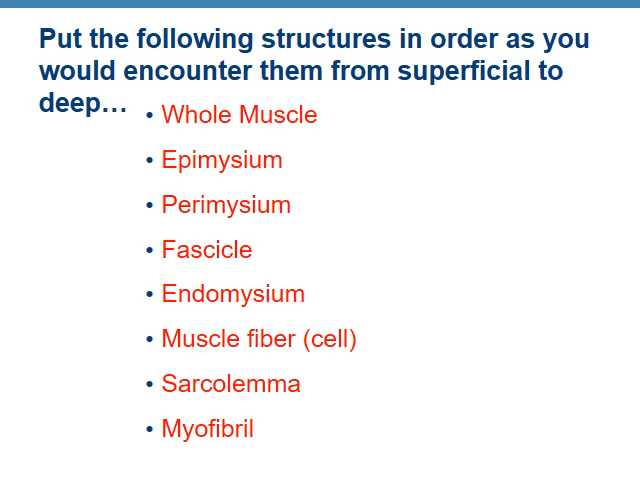 Put the following structures in order as you
would encounter them from superficial to
deep…
• Whole Muscle
• Epimysium
• Perimysium
• Fascicle
• Endomysium
• Muscle fiber (cell)
• Sarcolemma
• Myofibril